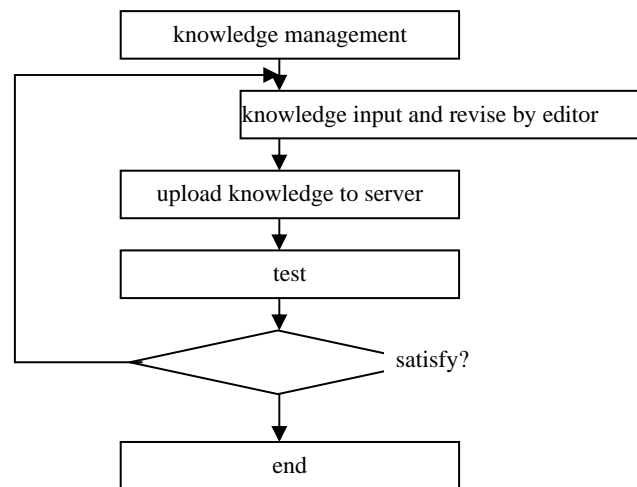 knowledge management
knowledge input and revise by editor
upload knowledge to server
test
satisfy?
end